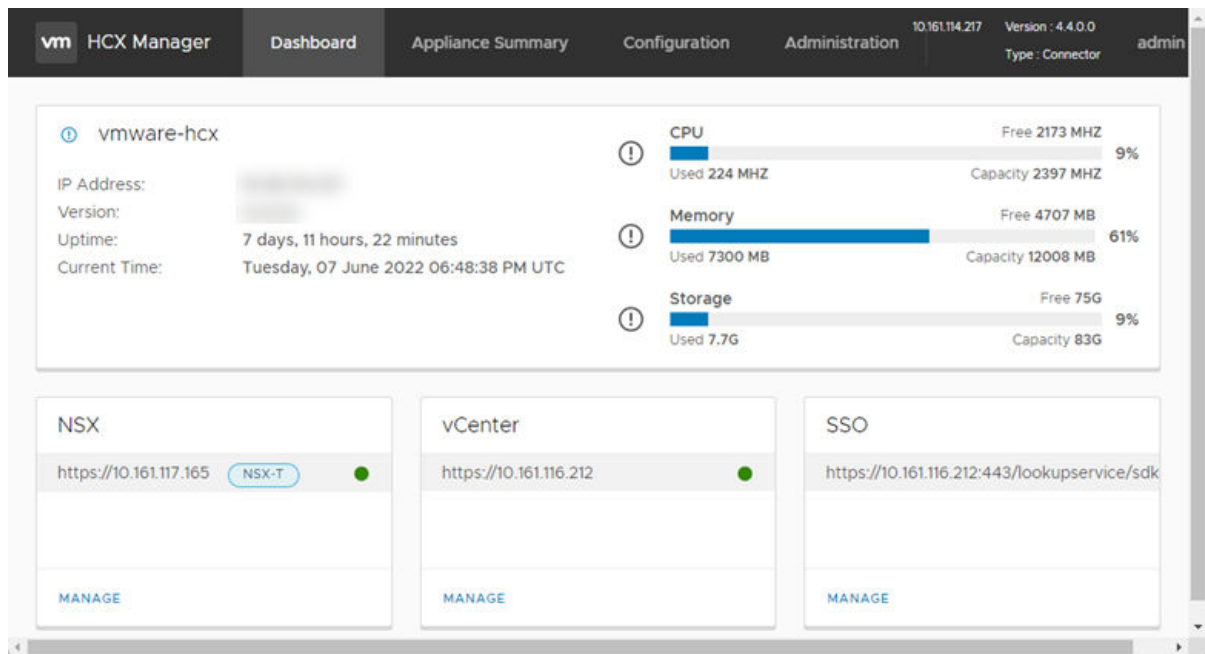 vm HCX Manager Dashboard Appliance Summary Configuration Administration 10.161.114.217 Version : 4.4.0.0 Type : Connector admin
vmware-hcx
IP Address:
Version:
Uptime: 7 days, 11 hours, 22 minutes
Current Time: Tuesday, 07 June 2022 06:48:38 PM UTC
CPU Free 2173 MHZ
9%
Used 224 MHZ Capacity 2397 MHZ
Memory Free 4707 MB
61%
Used 7300 MB Capacity 12008 MB
Storage Free 75G
9%
Used 7.7G Capacity 83G
NSX
https://10.161.117.165 NSX-T
MANAGE
vCenter
https://10.161.116.212
MANAGE
SSO
https://10.161.116.212:443/lookupservice/sdk
MANAGE